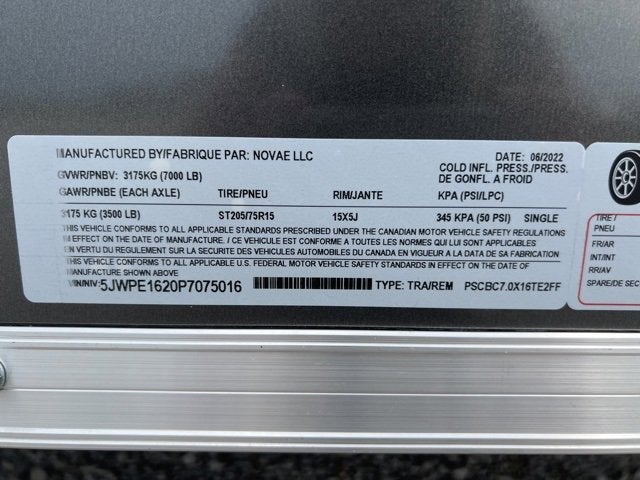 MANUFACTURED BY/FABRIQUE PAR: NOVAE LLC DATE: 06/2022
GVWR/PNBV: 3175KG (7000 LB) COLD INFL. PRESS./PRESS. DE GONFL. A FROID
GAWR/PNBE (EACH AXLE) TIRE/PNEU RIM/JANTE KPA (PSI/LPC)
3175 KG (3500 LB) ST205/75R15 15X5J 345 KPA (50 PSI) SINGLE
THIS VEHICLE CONFORMS TO ALL APPLICABLE STANDARDS PRESCRIBED UNDER THE CANADIAN MOTOR VEHICLE SAFETY REGULATIONS
IN EFFECT ON THE DATE OF MANUFACTURE. CE VEHICULE EST CONFORME A TOUTES LES NORMES QUI LUI SONT APPLICABLES
EN VERTU DU REGLEMENT SUR LA SECURITE DES VEHICULES AUTOMOBILES DU CANADA EN VIGUEUR A LA DATE DE SA FABRICATION
THIS VEHICLE CONFORMS TO ALL APPLICABLE U.S. FEDERAL MOTOR VEHICLE SAFETY STANDARDS IN EFFECT ON THE DATE OF
MANUFACTURE SHOWN ABOVE
VIN/NIV: 5JWPE1620P7075016 TYPE: TRA/REM PSCBC7.0X16TE2FF
TIRE
PNEU
FR/AR
INT/INT
RR/AV
SPARE/DE SEC